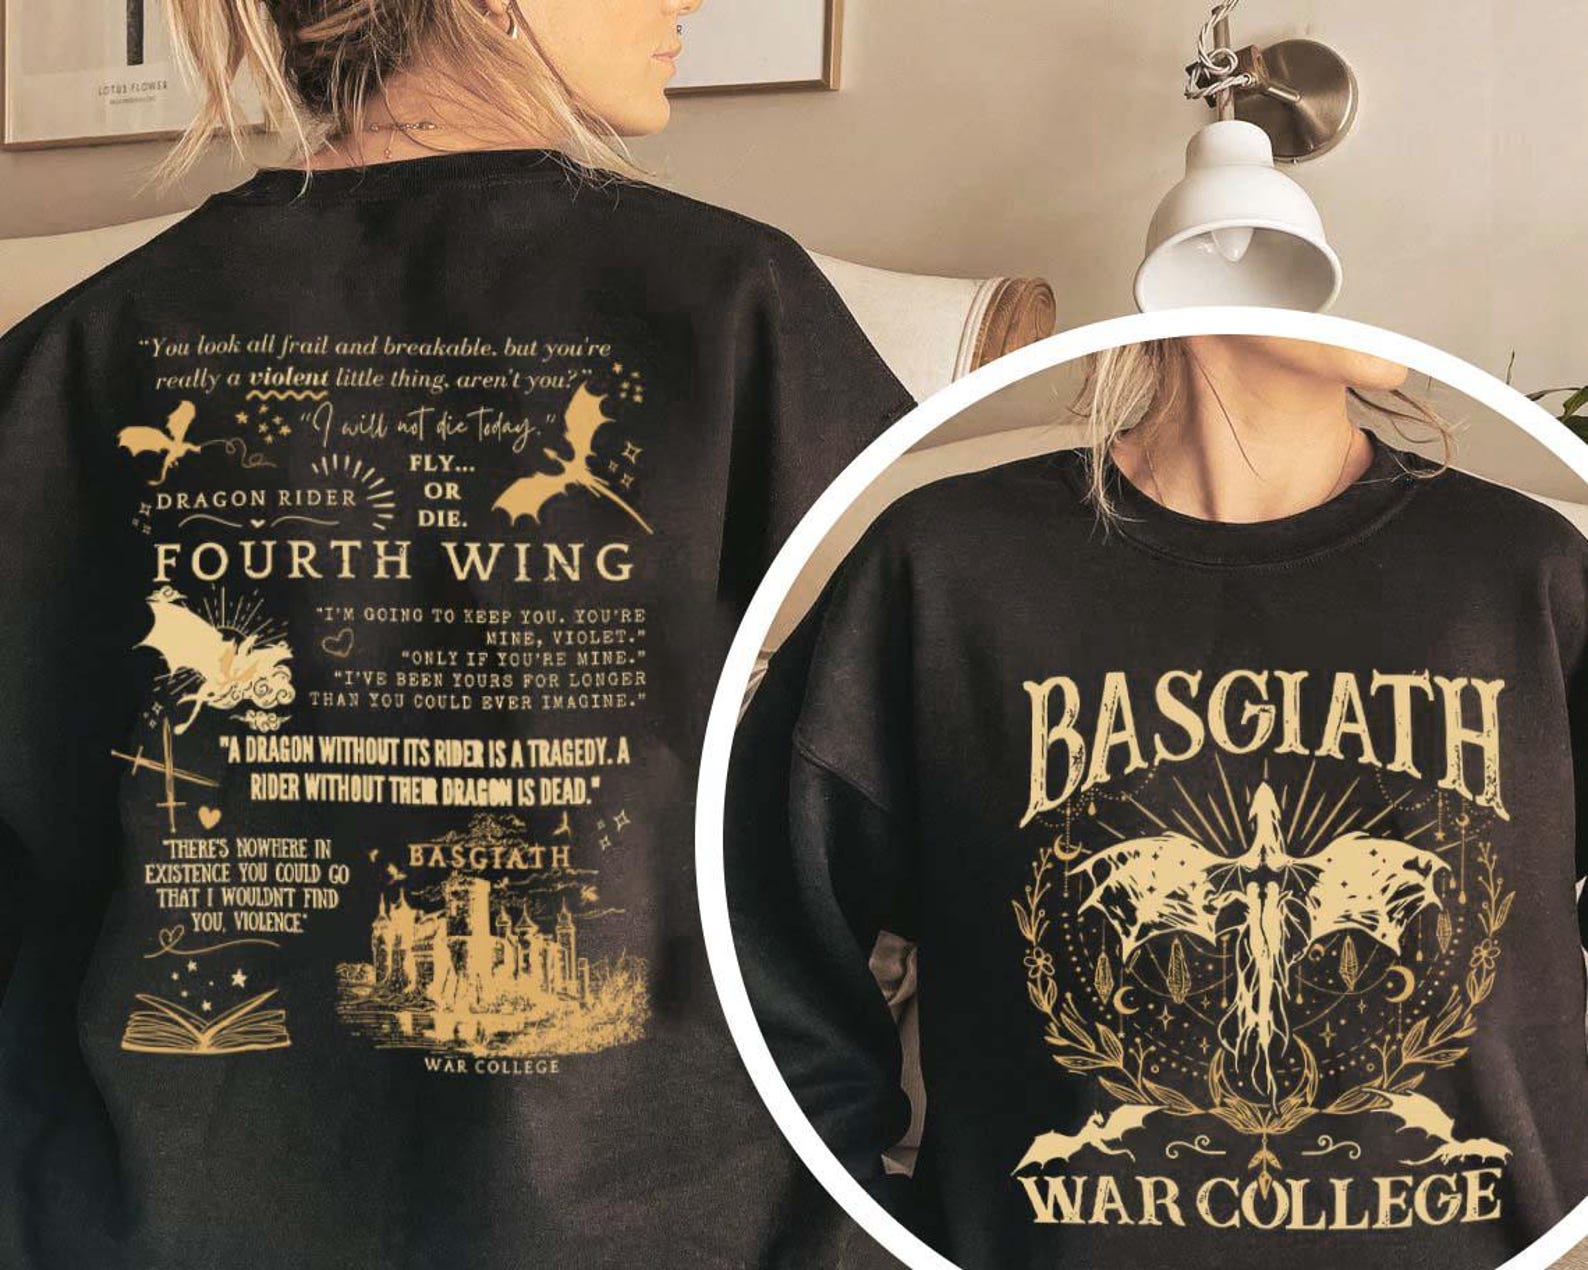 LOTUS FLOWER
R
"You look all frail and breakable. but you're
really a violent little thing, aren't you?"
"I will not die today."
FLY...
OR
DIE.
DRAGON RIDER
FOURTH WING
"I'M GOING TO KEEP YOU. YOU'RE
MINE, VIOLET."
"ONLY IF YOU'RE MINE."
"I'VE BEEN YOURS FOR LONGER
THAN YOU COULD EVER IMAGINE."
"A DRAGON WITHOUT ITS RIDER IS A TRAGEDY. A
RIDER WITHOUT THEIR DRAGON IS DEAD."
"THERE'S NOWHERE IN
EXISTENCE YOU COULD GO
THAT I WOULDN'T FIND
YOU, VIOLENCE."
BASGIATH
WAR COLLEGE
BASGIATH
WAR COLLEGE